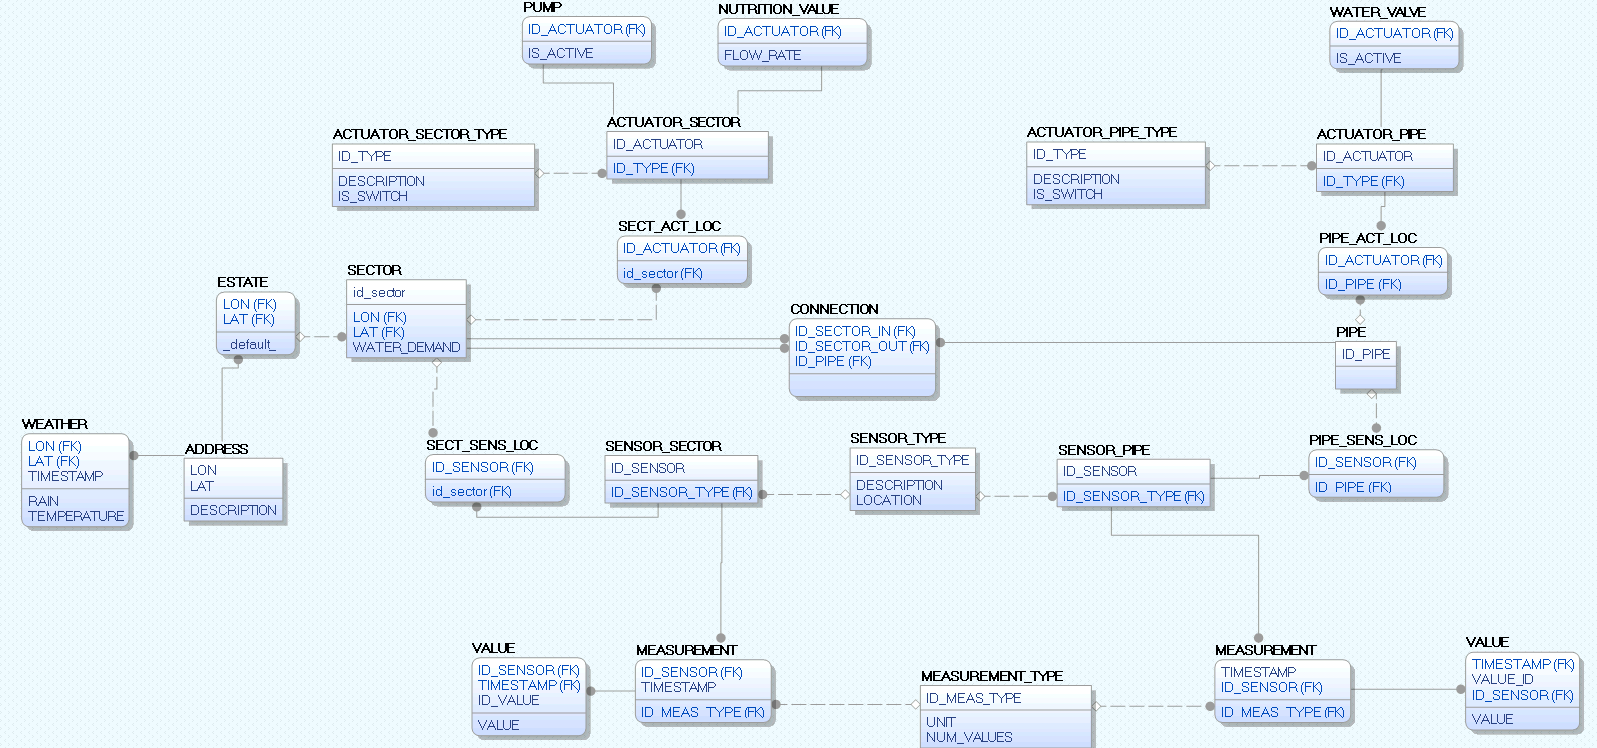 PUMP
ID_ACTUATOR (FK)
IS_ACTIVE
NUTRITION_VALUE
ID_ACTUATOR (FK)
FLOW_RATE
WATER_VALVE
ID_ACTUATOR (FK)
IS_ACTIVE
ACTUATOR_SECTOR_TYPE
ID_TYPE
DESCRIPTION
IS_SWITCH
ACTUATOR_SECTOR
ID_ACTUATOR
ID_TYPE (FK)
ACTUATOR_PIPE_TYPE
ID_TYPE
DESCRIPTION
IS_SWITCH
ACTUATOR_PIPE
ID_ACTUATOR
ID_TYPE (FK)
SECT_ACT_LOC
ID_ACTUATOR (FK)
id_sector (FK)
PIPE_ACT_LOC
ID_ACTUATOR (FK)
ID_PIPE (FK)
ESTATE
LON (FK)
LAT (FK)
_default_
SECTOR
id_sector
LON (FK)
LAT (FK)
WATER_DEMAND
CONNECTION
ID_SECTOR_IN (FK)
ID_SECTOR_OUT (FK)
ID_PIPE (FK)
PIPE
ID_PIPE
WEATHER
LON (FK)
LAT (FK)
TIMESTAMP
RAIN
TEMPERATURE
ADDRESS
LON
LAT
DESCRIPTION
SECT_SENS_LOC
ID_SENSOR (FK)
id_sector (FK)
SENSOR_SECTOR
ID_SENSOR
ID_SENSOR_TYPE (FK)
SENSOR_TYPE
ID_SENSOR_TYPE
DESCRIPTION
LOCATION
SENSOR_PIPE
ID_SENSOR
ID_SENSOR_TYPE (FK)
PIPE_SENS_LOC
ID_SENSOR (FK)
ID_PIPE (FK)
VALUE
ID_SENSOR (FK)
TIMESTAMP (FK)
ID_VALUE
VALUE
MEASUREMENT
ID_SENSOR (FK)
TIMESTAMP
ID_MEAS_TYPE (FK)
MEASUREMENT_TYPE
ID_MEAS_TYPE
UNIT
NUM_VALUES
MEASUREMENT
TIMESTAMP
ID_SENSOR (FK)
ID_MEAS_TYPE (FK)
VALUE
TIMESTAMP (FK)
VALUE_ID
ID_SENSOR (FK)
VALUE